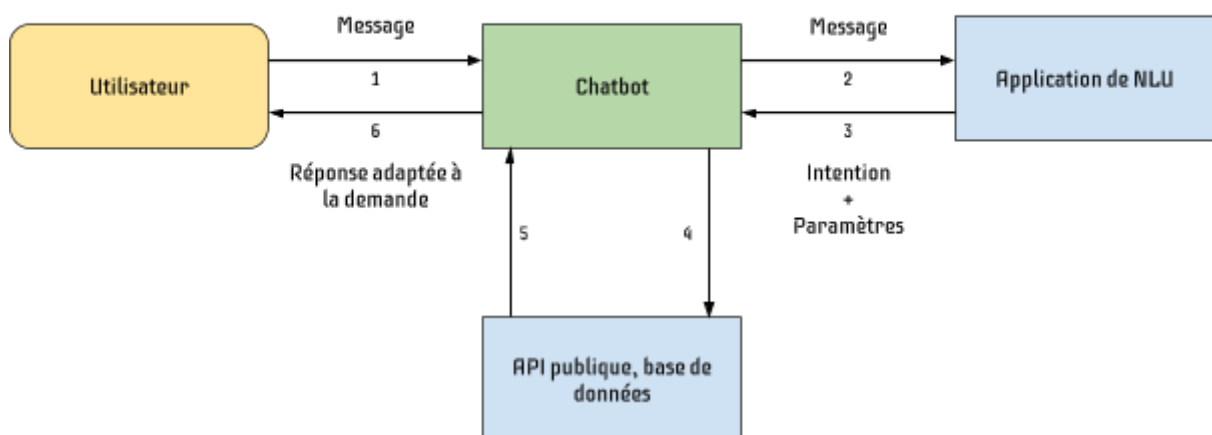 Message
Message
Utilisateur
1
Chatbot
2
Application de NLU
6
3
Réponse adaptée à
la demande
Intention
+
Paramètres
5
4
API publique, base de
données